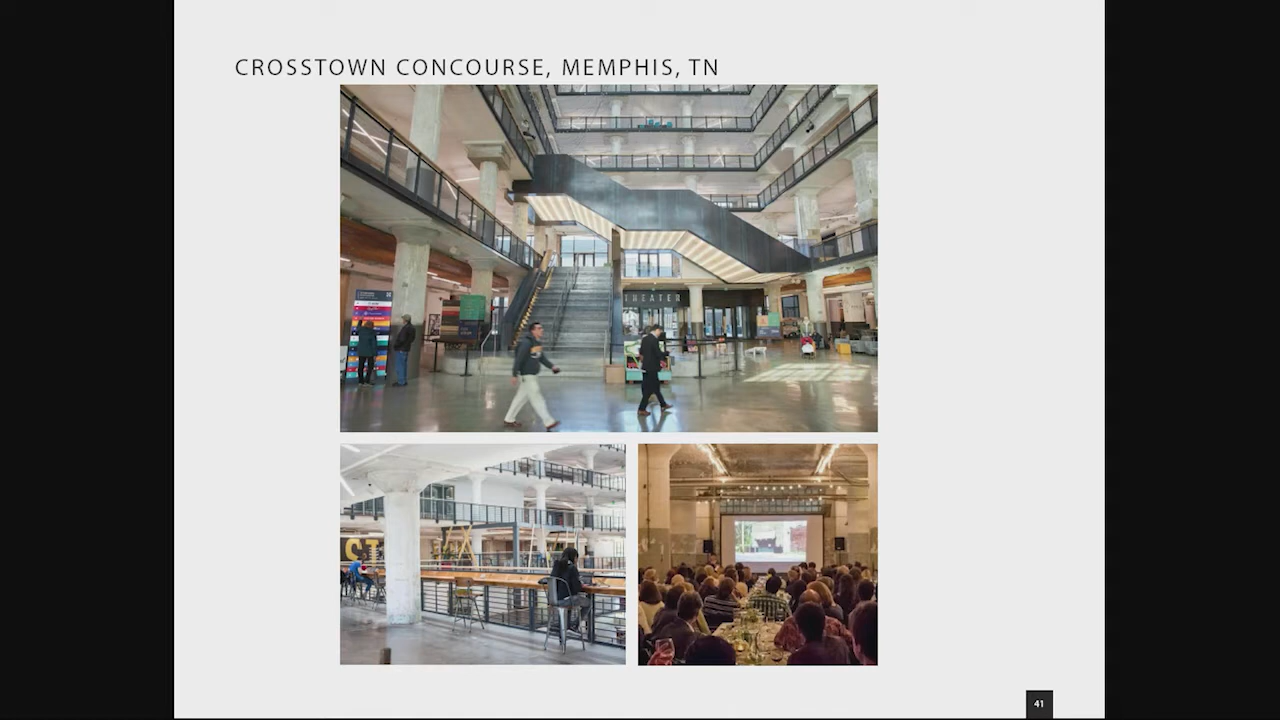 CROSSTOWN CONCOURSE, MEMPHIS, TN
THEATER
41